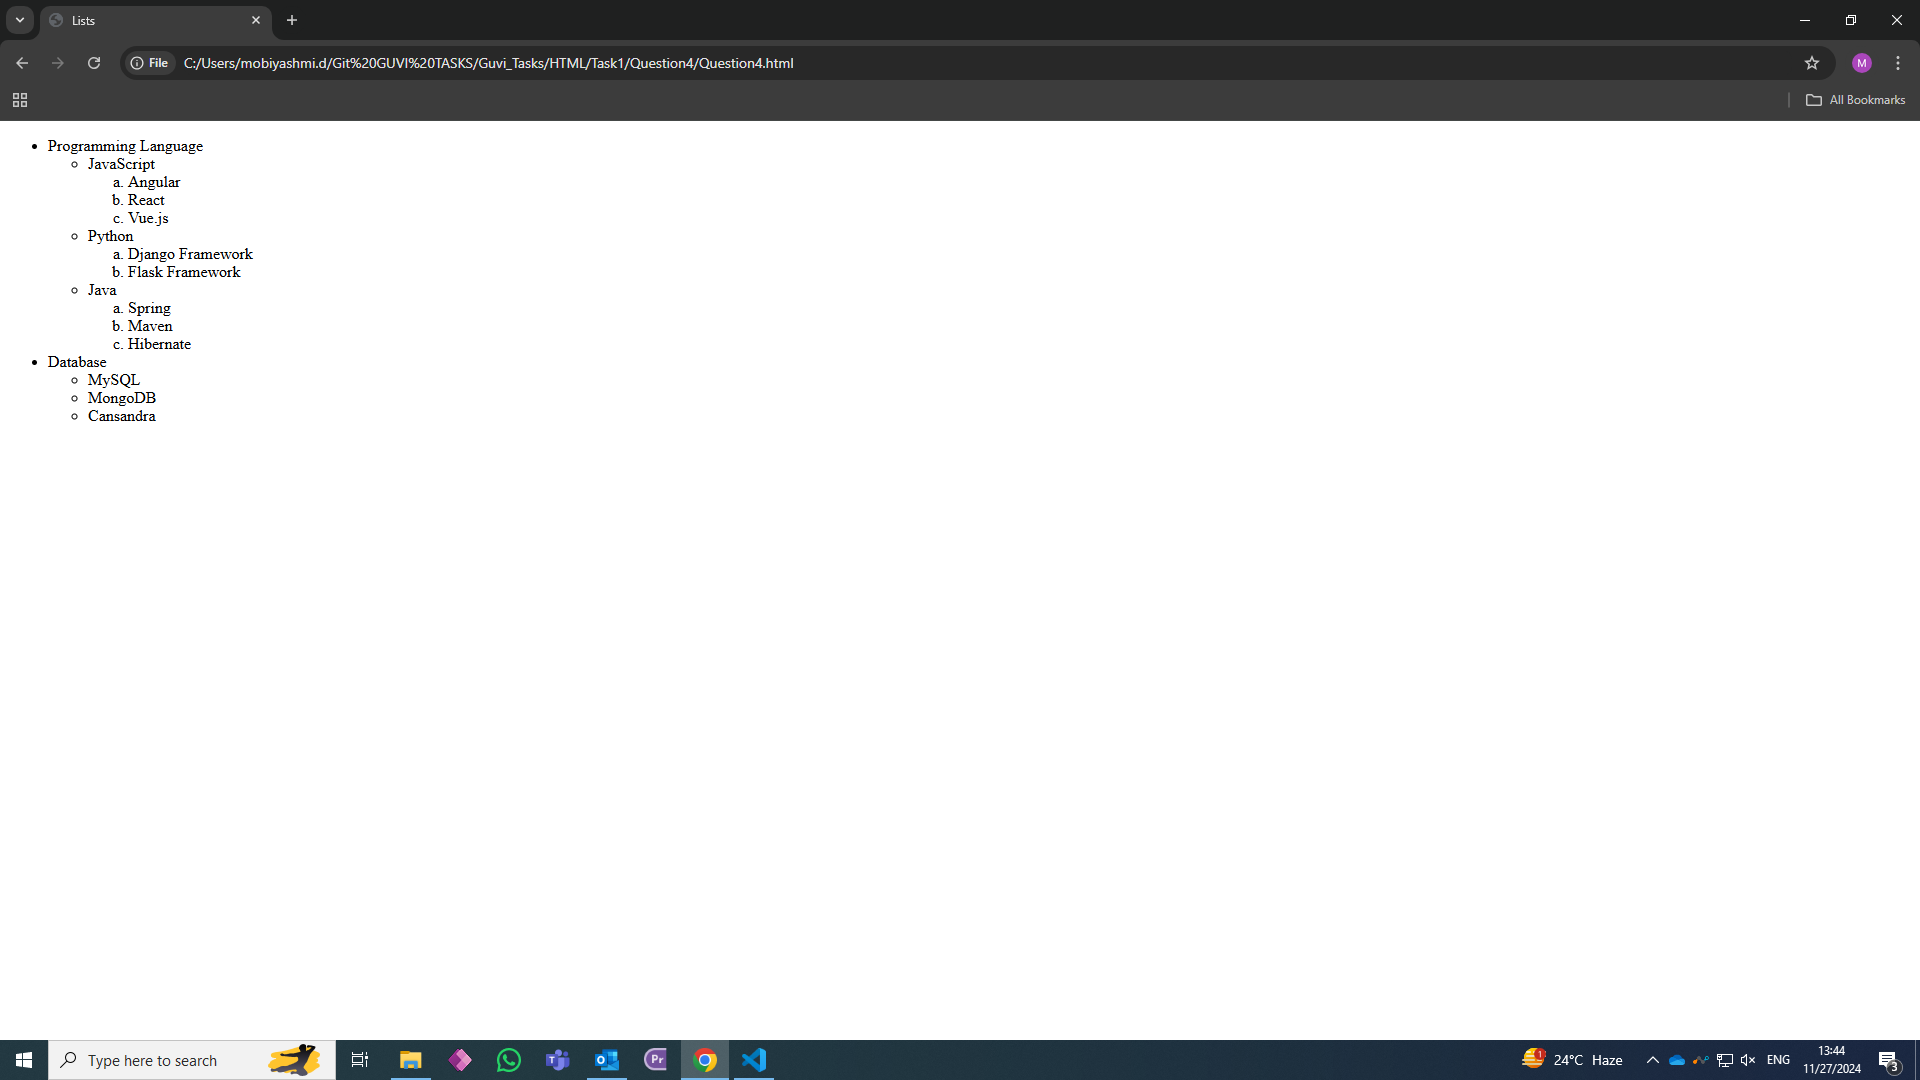 Lists
File
C:/Users/mobiyashmi.d/Git%20GUVI%20TASKS/Guvi_Tasks/HTML/Task1/Question4/Question4.html
M
All Bookmarks
• Programming Language
◦ JavaScript
a. Angular
b. React
c. Vue.js
◦ Python
a. Django Framework
b. Flask Framework
◦ Java
a. Spring
b. Maven
c. Hibernate
• Database
◦ MySQL
◦ MongoDB
◦ Cansandra
Type here to search
Pr
1
24°C Haze
ENG
13:44
11/27/2024
3